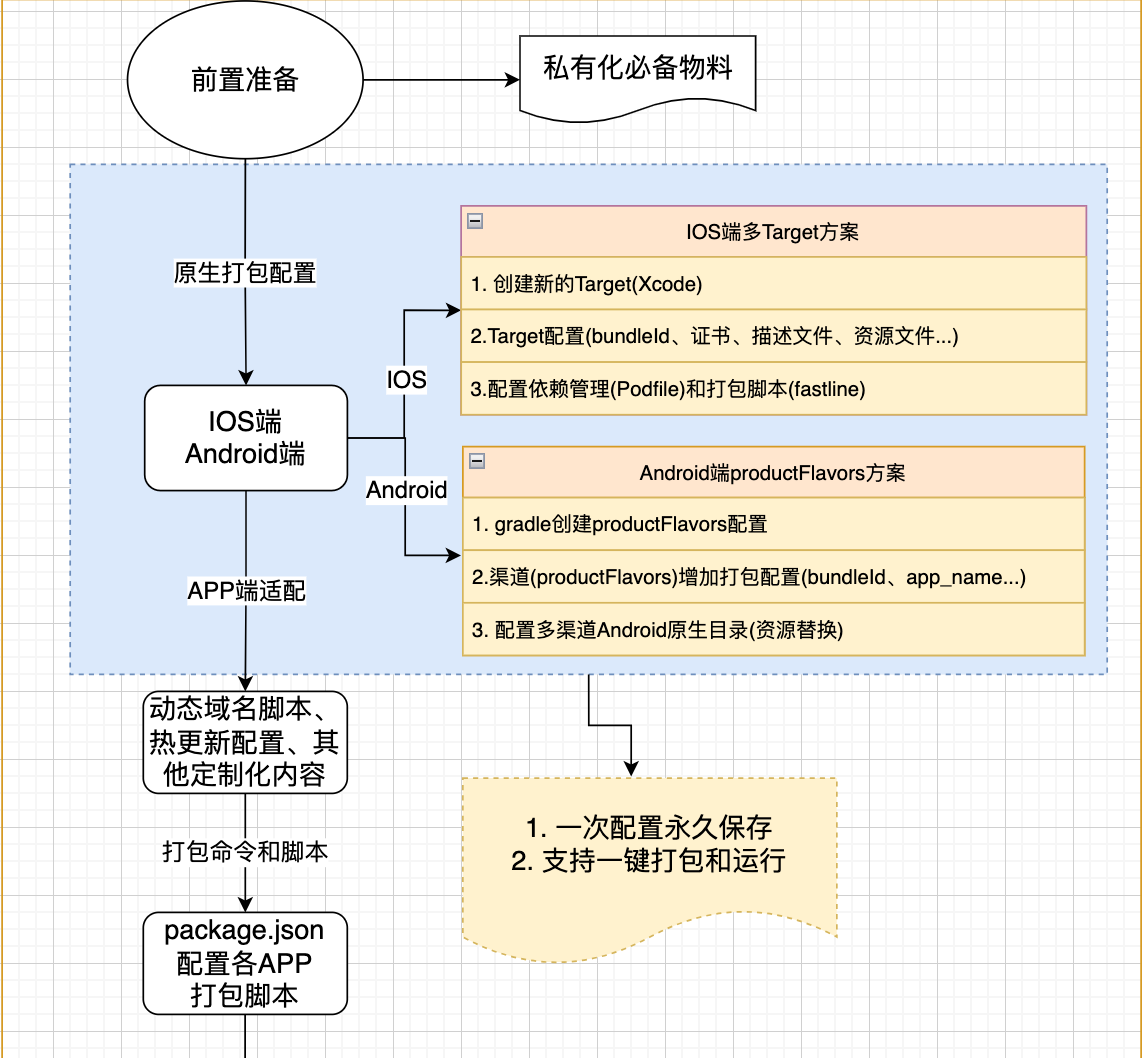 前置准备
私有化必备物料
原生打包配置
IOS端多Target方案
1. 创建新的Target(Xcode)
2.Target配置(bundleId、证书、描述文件、资源文件...)
3.配置依赖管理(Podfile)和打包脚本(fastline)
IOS
IOS端
Android端
Android
Android端productFlavors方案
1. gradle创建productFlavors配置
2.渠道(productFlavors)增加打包配置(bundleId、app_name...)
3. 配置多渠道Android原生目录(资源替换)
APP端适配
动态域名脚本、
热更新配置、其
他定制化内容
1. 一次配置永久保存
2. 支持一键打包和运行
打包命令和脚本
package.json
配置各APP
打包脚本